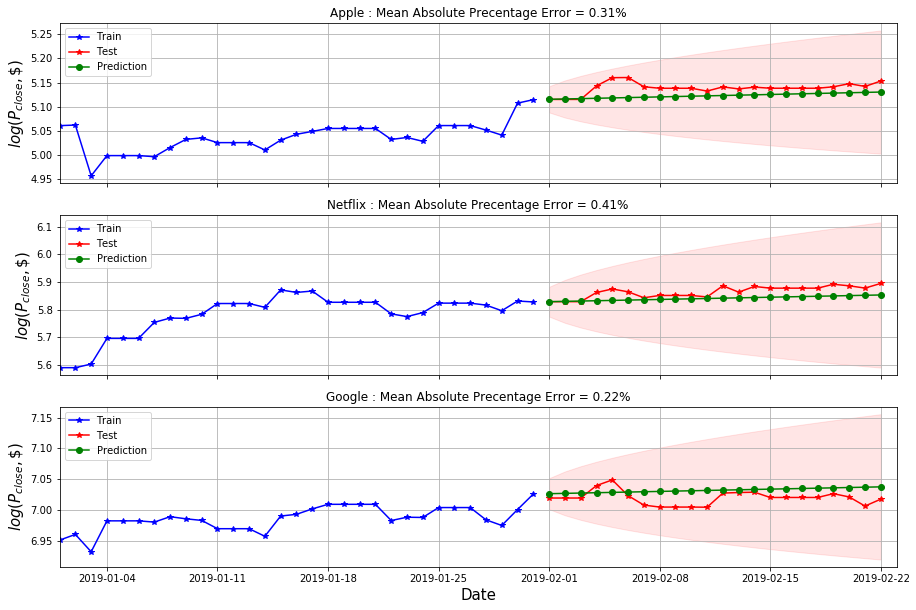 Apple : Mean Absolute Precentage Error = 0.31%
log(P_close, $)
5.25
5.20
5.15
5.10
5.05
5.00
4.95
Train
Test
Prediction
Netflix : Mean Absolute Precentage Error = 0.41%
log(P_close, $)
6.1
6.0
5.9
5.8
5.7
5.6
Train
Test
Prediction
Google : Mean Absolute Precentage Error = 0.22%
log(P_close, $)
7.15
7.10
7.05
7.00
6.95
Train
Test
Prediction
2019-01-04 2019-01-11 2019-01-18 2019-01-25 2019-02-01 2019-02-08 2019-02-15 2019-02-22
Date